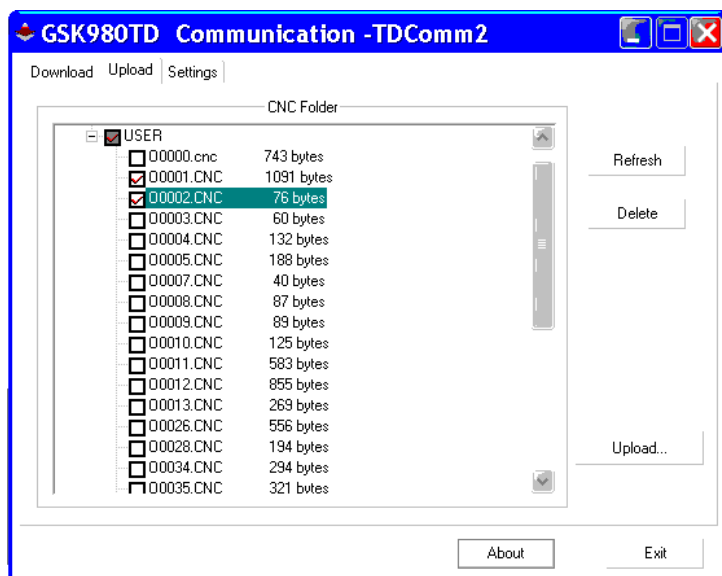 GSK980TD Communication -TDComm2
Download Upload Settings
CNC Folder
USER
O0000.cnc 743 bytes
O0001.CNC 1091 bytes
O0002.CNC 76 bytes
O0003.CNC 60 bytes
O0004.CNC 132 bytes
O0005.CNC 188 bytes
O0007.CNC 40 bytes
O0008.CNC 87 bytes
O0009.CNC 89 bytes
O0010.CNC 125 bytes
O0011.CNC 583 bytes
O0012.CNC 855 bytes
O0013.CNC 269 bytes
O0026.CNC 556 bytes
O0028.CNC 194 bytes
O0034.CNC 294 bytes
O0035.CNC 321 bytes
Refresh
Delete
Upload...
About Exit